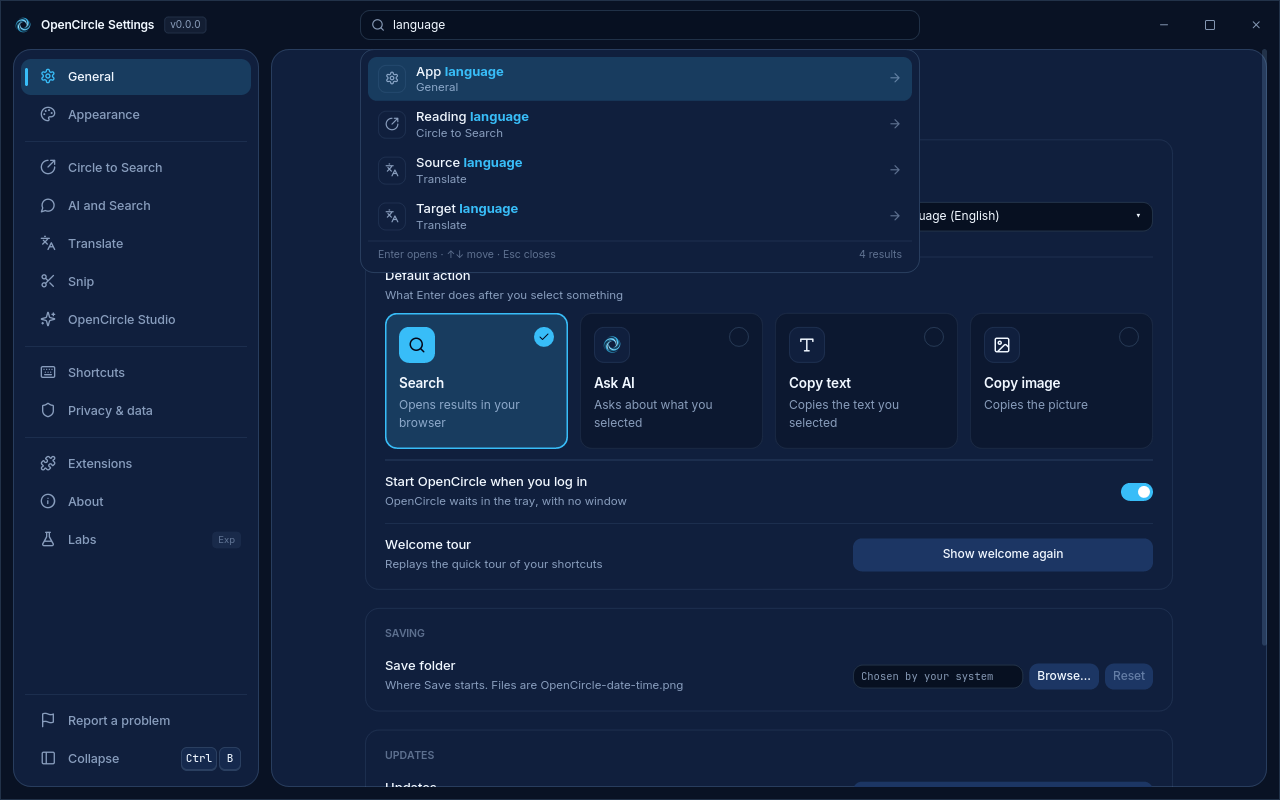 OpenCircle Settings
v0.0.0
language
General
Appearance
Circle to Search
AI and Search
Translate
Snip
OpenCircle Studio
Shortcuts
Privacy & data
Extensions
About
Labs
Exp
Report a problem
Collapse
Ctrl
B
App language
General
Reading language
Circle to Search
Source language
Translate
Target language
Translate
Enter opens · ↑↓ move · Esc closes
4 results
uage (English)
Default action
What Enter does after you select something
Search
Opens results in your
browser
Ask AI
Asks about what you
selected
Copy text
Copies the text you
selected
Copy image
Copies the picture
Start OpenCircle when you log in
OpenCircle waits in the tray, with no window
Welcome tour
Replays the quick tour of your shortcuts
Show welcome again
SAVING
Save folder
Where Save starts. Files are OpenCircle-date-time.png
Chosen by your system
Browse...
Reset
UPDATES
Updates